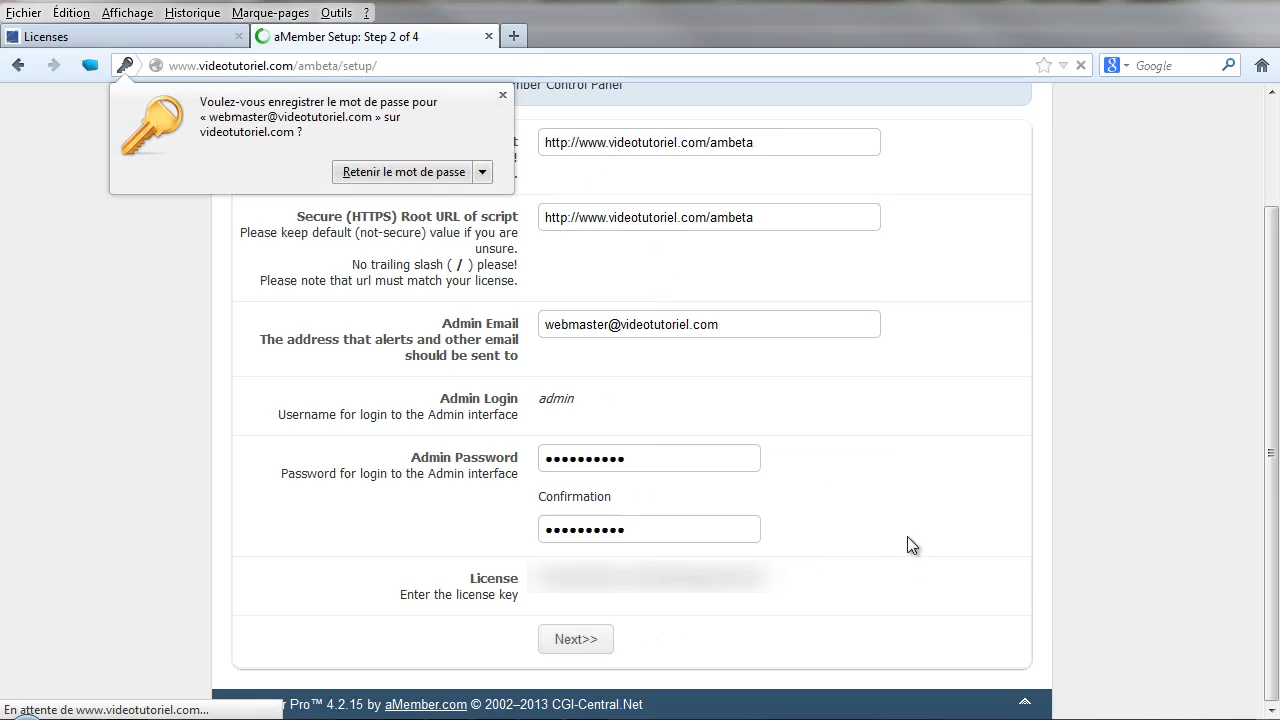 Fichier Édition Affichage Historique Marque-pages Outils ?
Licenses
aMember Setup: Step 2 of 4
www.videotutoriel.com/ambeta/setup/
Google
Voulez-vous enregistrer le mot de passe pour
« webmaster@videotutoriel.com » sur
videotutoriel.com ?
Retenir le mot de passe
Control Panel
http://www.videotutoriel.com/ambeta
Secure (HTTPS) Root URL of script
http://www.videotutoriel.com/ambeta
Please keep default (not-secure) value if you are
unsure.
No trailing slash ( / ) please!
Please note that url must match your license.
Admin Email
webmaster@videotutoriel.com
The address that alerts and other email
should be sent to
Admin Login
admin
Username for login to the Admin interface
Admin Password
Password for login to the Admin interface
Confirmation
License
Enter the license key
Next>>
Pro™ 4.2.15 by aMember.com © 2002–2013 CGI-Central.Net
En attente de www.videotutoriel.com...